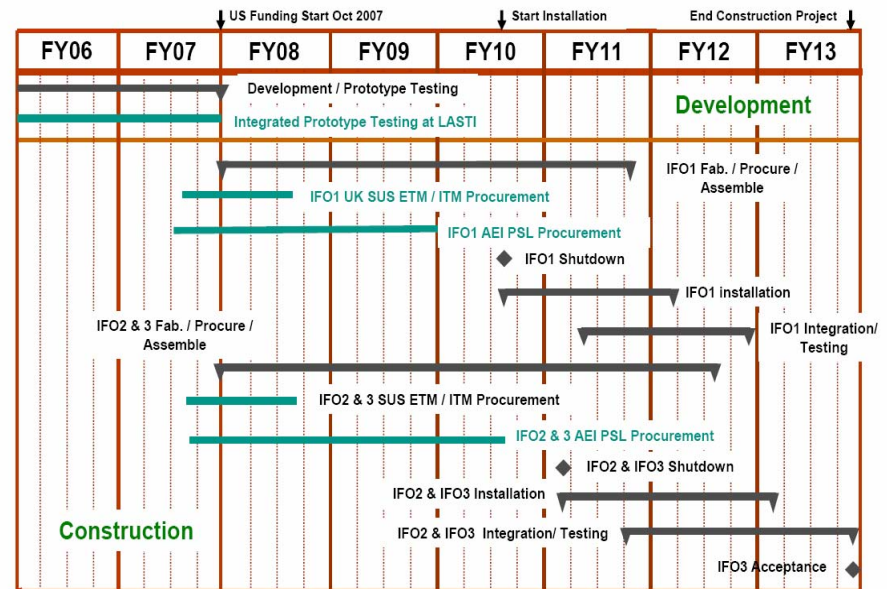 US Funding Start Oct 2007
Start Installation
End Construction Project
FY06
FY07
FY08
FY09
FY10
FY11
FY12
FY13
Development / Prototype Testing
Development
Integrated Prototype Testing at LASTI
IFO1 Fab. / Procure /
Assemble
IFO1 UK SUS ETM / ITM Procurement
IFO1 AEI PSL Procurement
IFO1 Shutdown
IFO1 installation
IFO2 & 3 Fab. / Procure /
Assemble
IFO1 Integration/
Testing
IFO2 & 3 SUS ETM / ITM Procurement
IFO2 & 3 AEI PSL Procurement
IFO2 & IFO3 Shutdown
IFO2 & IFO3 Installation
Construction
IFO2 & IFO3 Integration/ Testing
IFO3 Acceptance